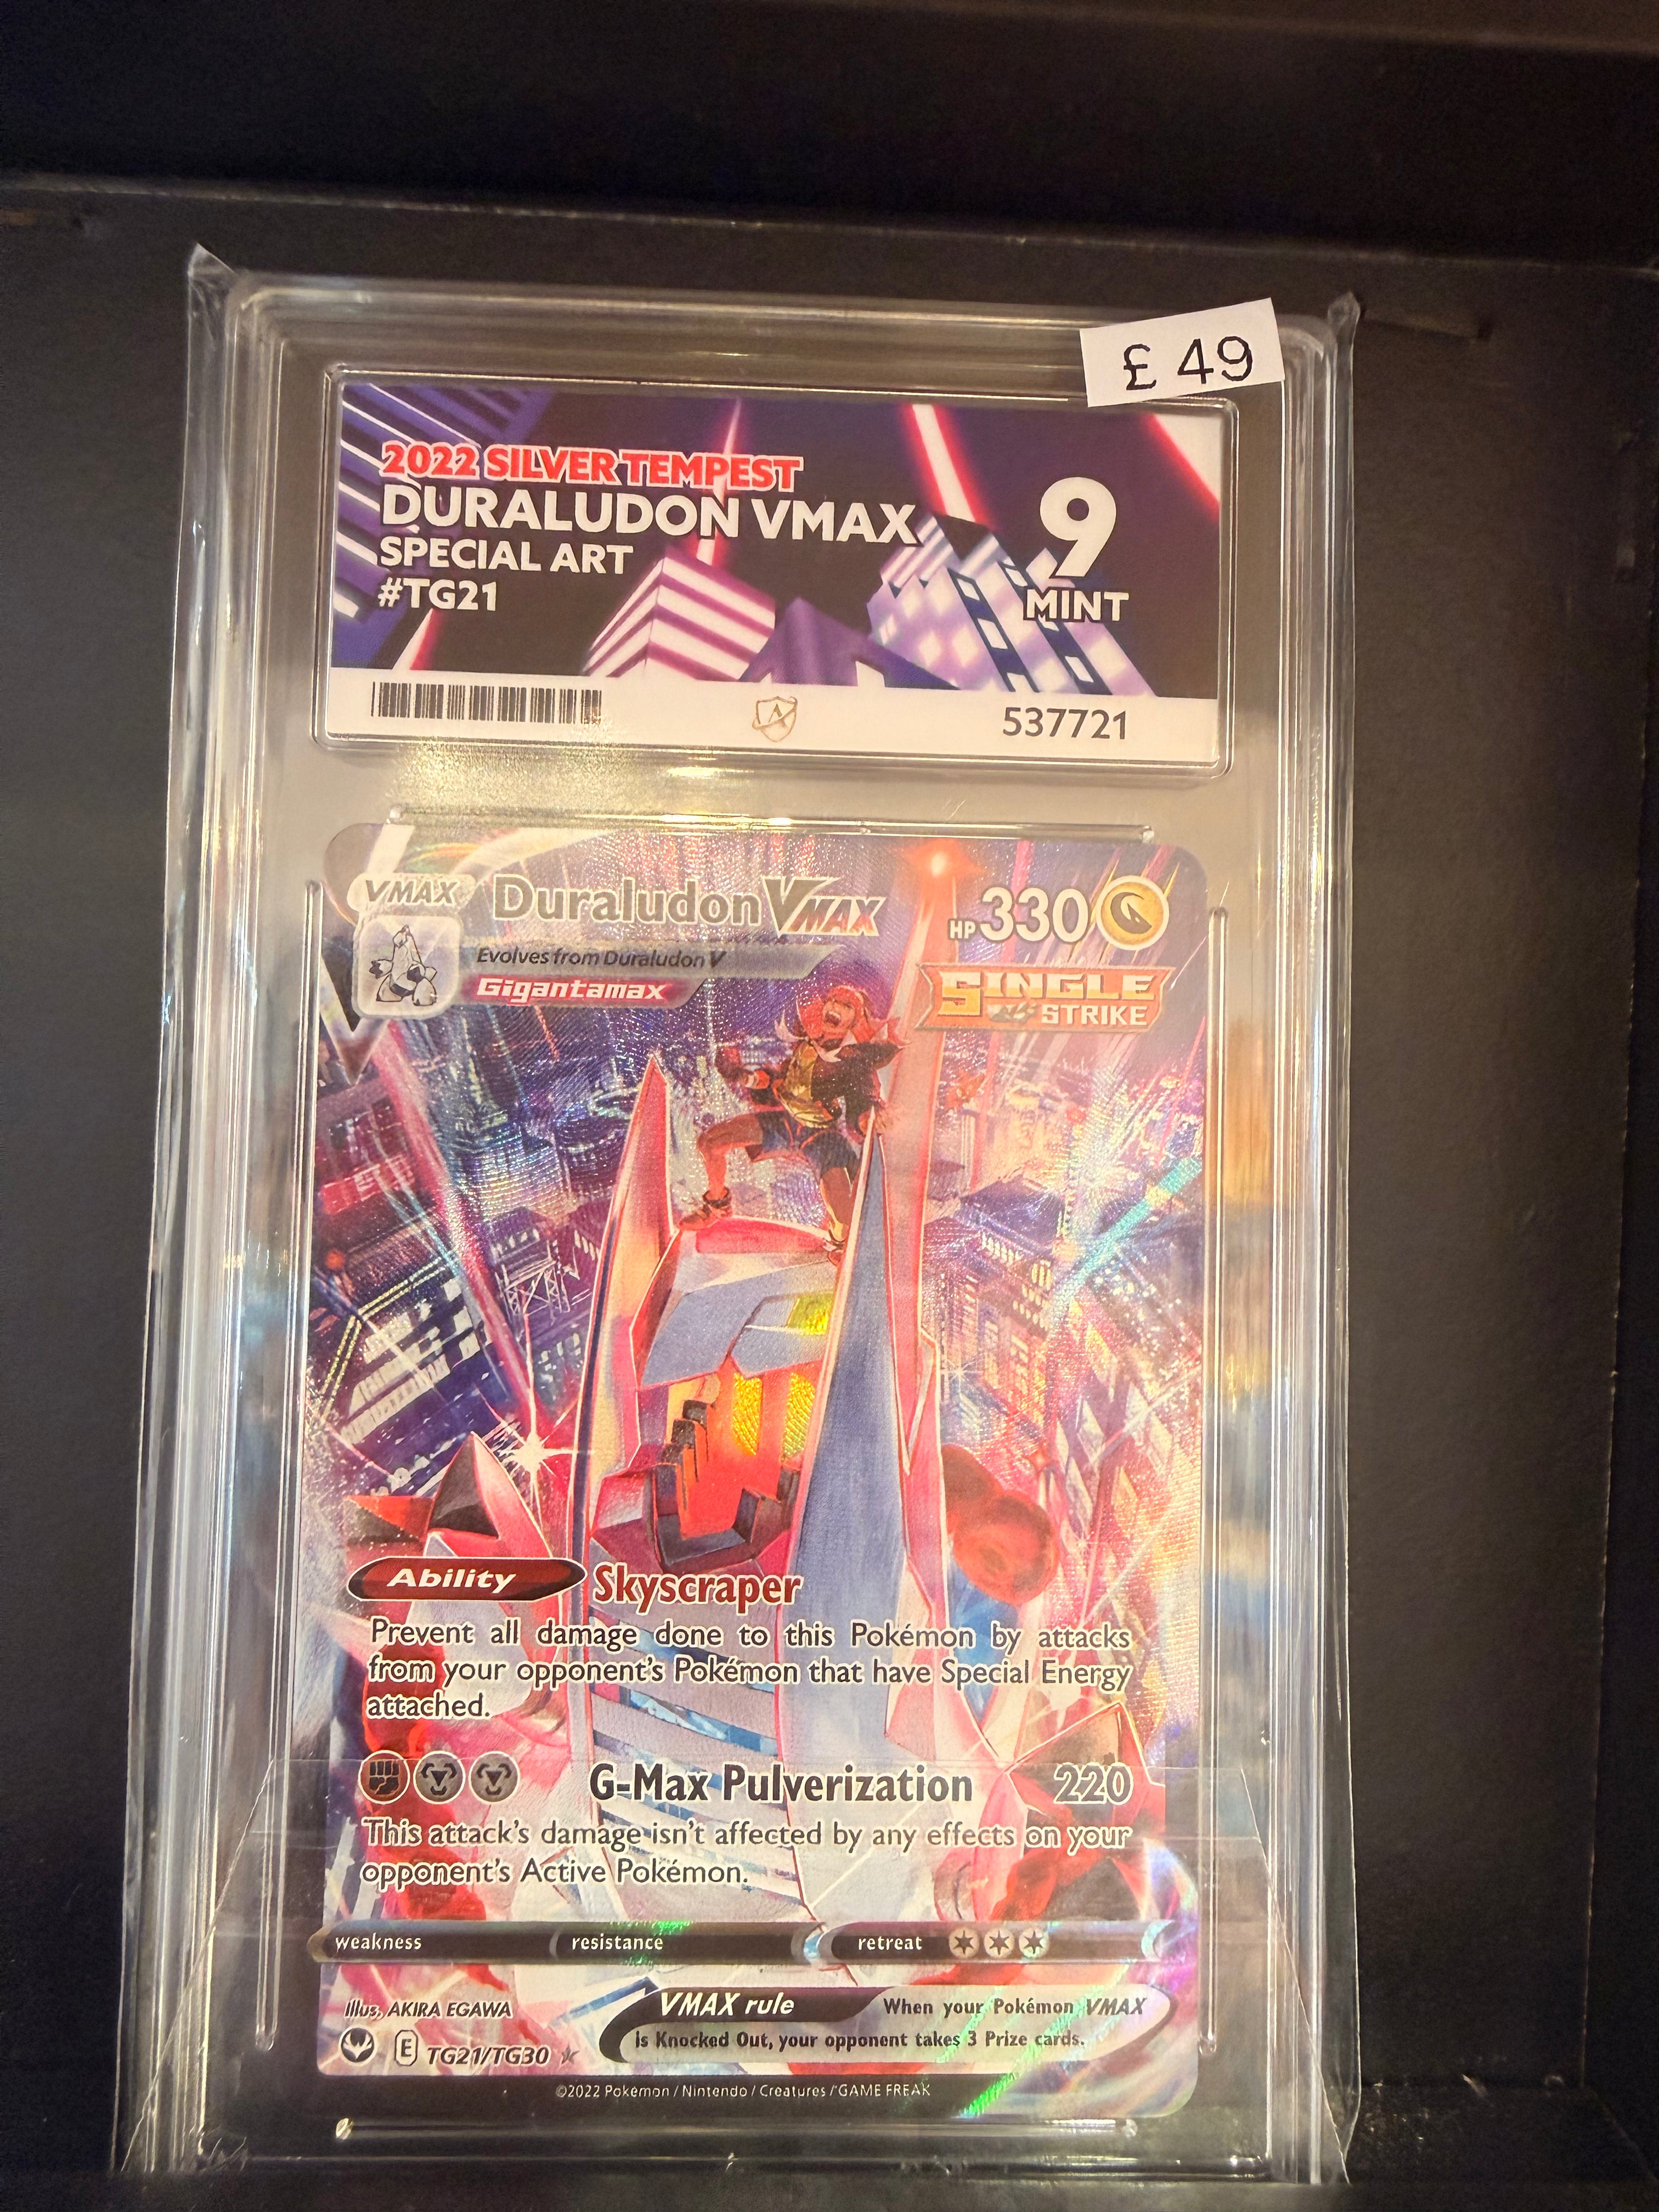 £ 49
2022 SILVER TEMPEST
DURALUDON VMAX
SPECIAL ART
#TG21
9
MINT
537721
VMAX Duraludon VMAX HP 330
Evolves from Duraludon V
Gigantamax
SINGLE
STRIKE
Ability Skyscraper
Prevent all damage done to this Pokémon by attacks
from your opponent's Pokémon that have Special Energy
attached.
G-Max Pulverization 220
This attack's damage isn't affected by any effects on your
opponent's Active Pokémon.
weakness resistance retreat
Illus. AKIRA EGAWA
VMAX rule When your Pokémon VMAX
is Knocked Out, your opponent takes 3 Prize cards.
E TG21/TG30
©2022 Pokémon / Nintendo / Creatures / GAME FREAK